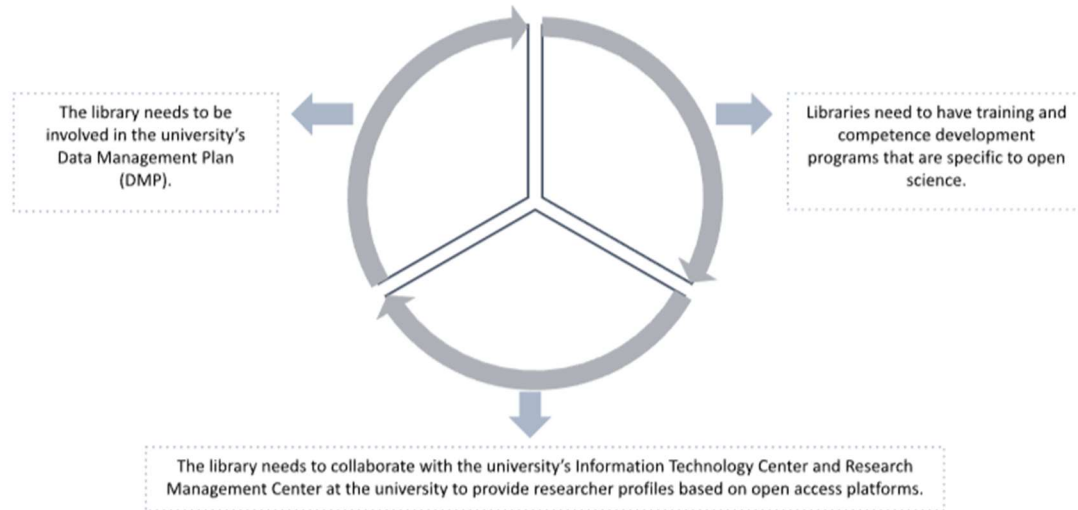 The library needs to be
involved in the university's
Data Management Plan
(DMP).
Libraries need to have training and
competence development
programs that are specific to open
science.
The library needs to collaborate with the university's Information Technology Center and Research
Management Center at the university to provide researcher profiles based on open access platforms.